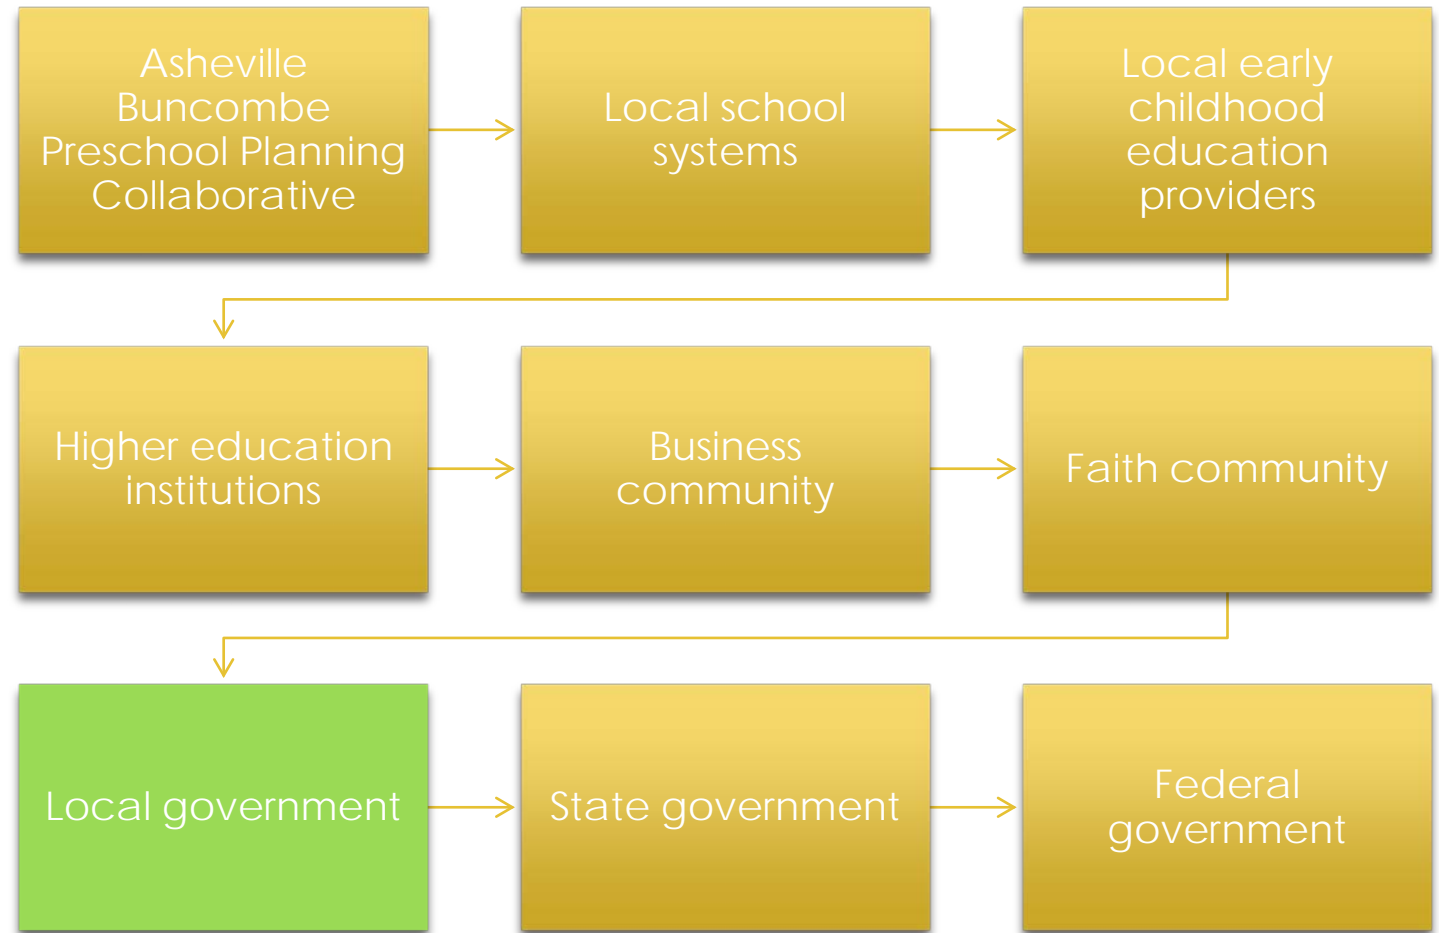 Asheville
Buncombe
Preschool Planning
Collaborative
Local school
systems
Local early
childhood
education
providers
Higher education
institutions
Business
community
Faith community
Local government
State government
Federal
government